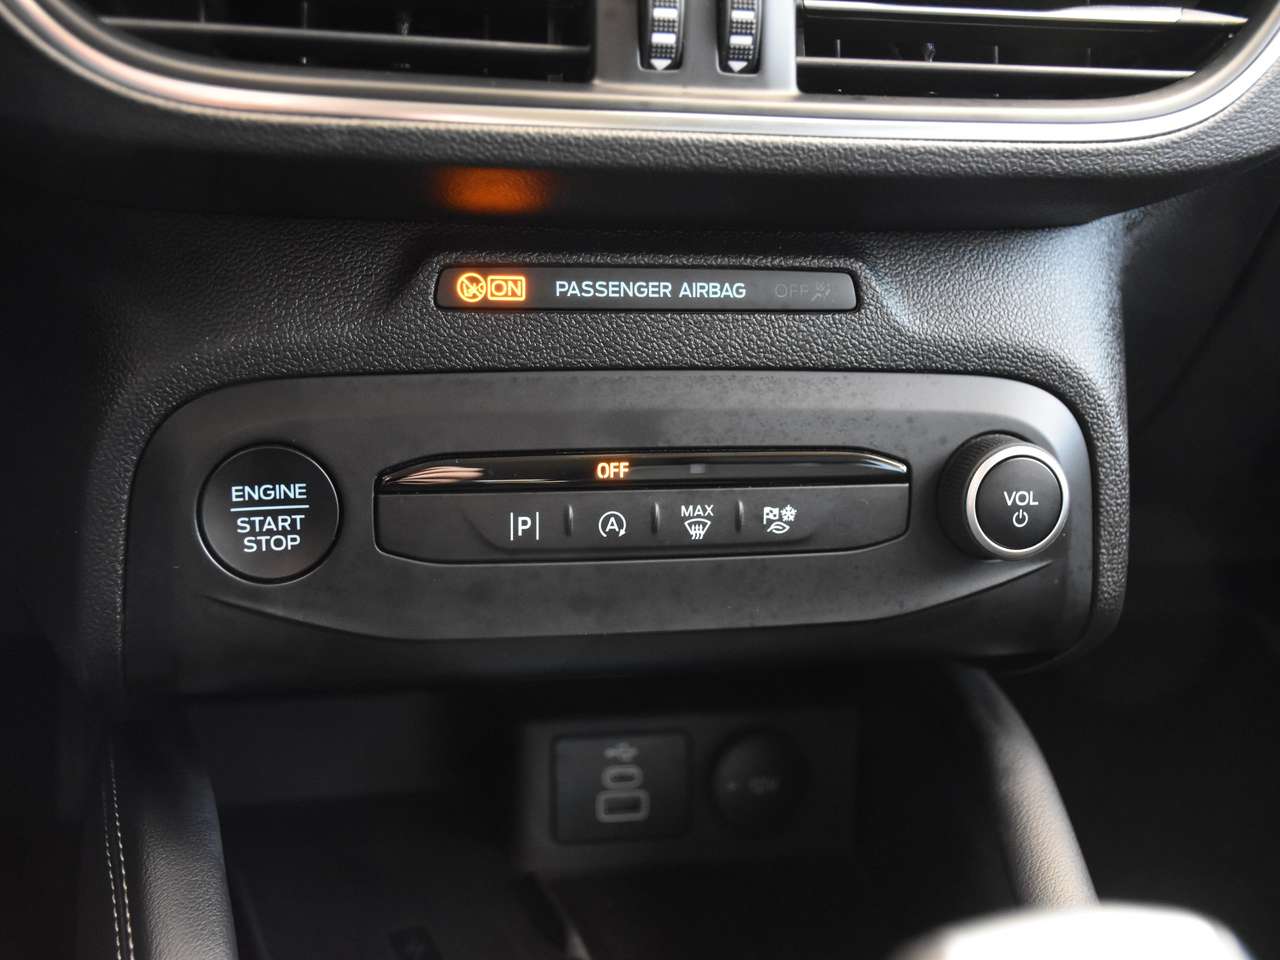 ON PASSENGER AIRBAG OFF
ENGINE
START
STOP
OFF
|P| A MAX
VOL